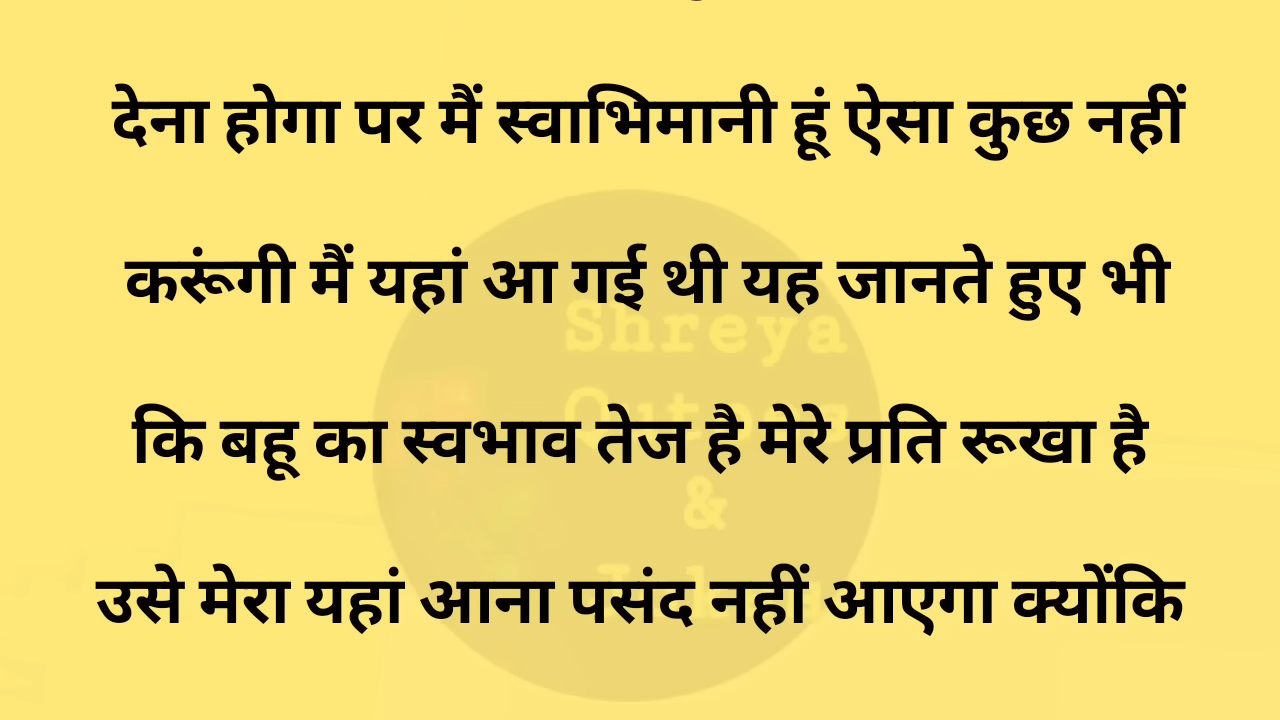 देना होगा पर मैं स्वाभिमानी हूं ऐसा कुछ नहीं
करूंगी मैं यहां आ गई थी यह जानते हुए भी
Shreya
कि बहू का स्वभाव तेज है मेरे प्रति रूखा है
&
उसे मेरा यहां आना पसंद नहीं आएगा क्योंकि